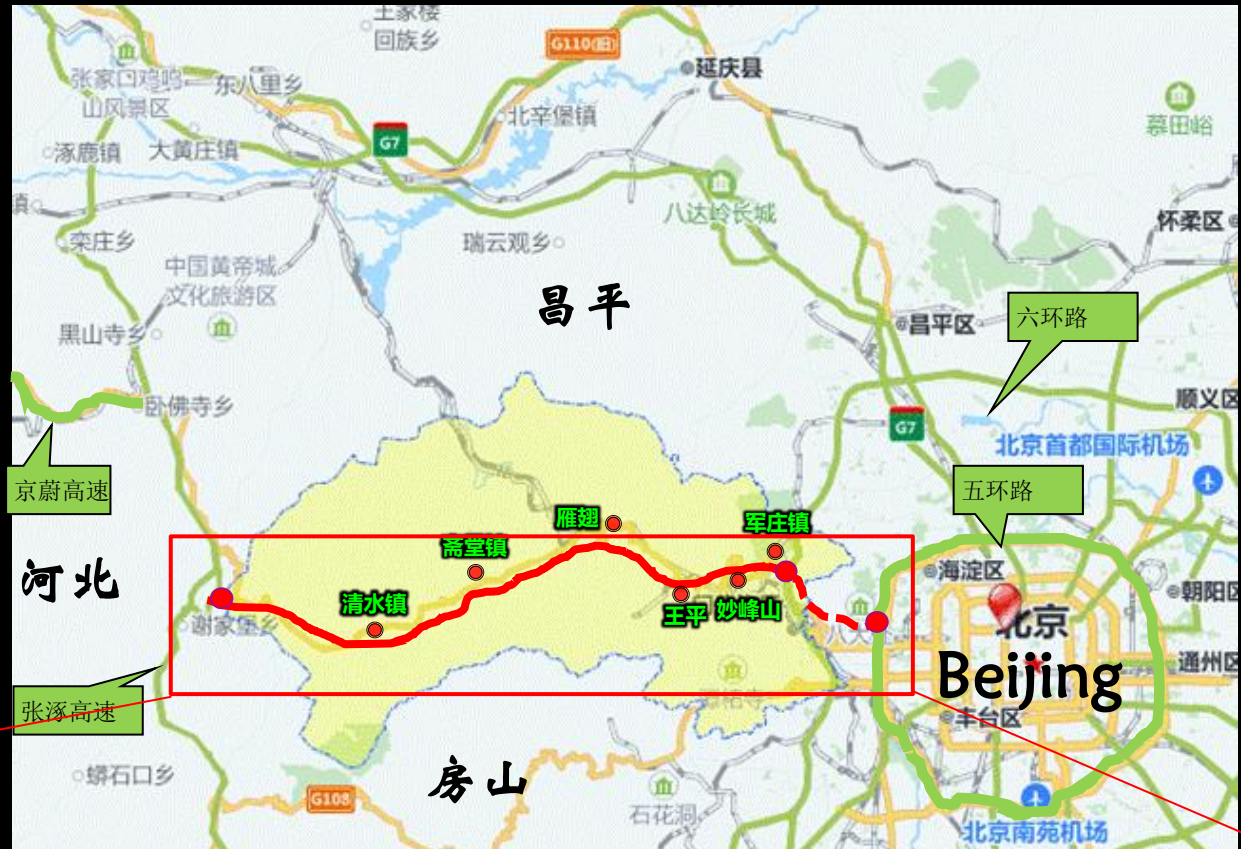 王家楼
回族乡
G110(旧)
延庆县
张家口鸡鸣
山风景区
东八里乡
北辛堡镇
慕田峪
G7
涿鹿镇
大黄庄镇
镇
八达岭长城
怀柔区
栾庄乡
瑞云观乡
中国黄帝城
文化旅游区
昌平
黑山寺乡
昌平区
六环路
卧佛寺乡
顺义区
G7
北京首都国际机场
京蔚高速
五环路
雁翅
军庄镇
斋堂镇
河北
海淀区
朝阳区
清水镇
王平
妙峰山
谢家堡乡
八大
北京
Beijing
通州区
张涿高速
丰台区
房山
蟒石口乡
G108
石花洞
北京南苑机场